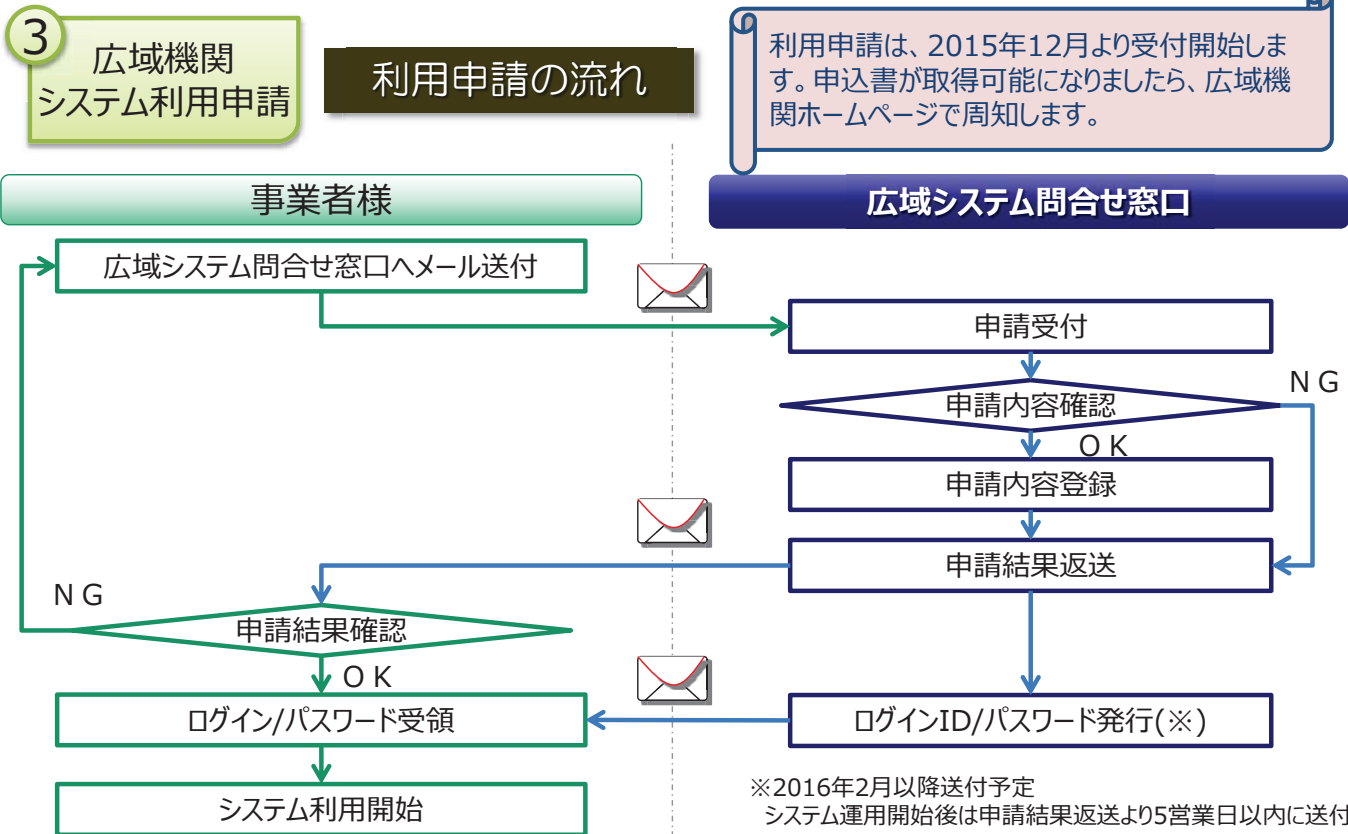 3
広域機関
システム利用申請
利用申請の流れ
利用申請は、2015年12月より受付開始しま
す。申込書が取得可能になりましたら、広域機
関ホームページで周知します。
事業者様
広域システム問合せ窓口
広域システム問合せ窓口へメール送付
申請受付
申請内容確認
ＮＧ
ＯＫ
申請内容登録
申請結果返送
ＮＧ
申請結果確認
ＯＫ
ログイン/パスワード受領
ログインID/パスワード発行(※)
システム利用開始
※2016年2月以降送付予定
システム運用開始後は申請結果返送より5営業日以内に送付